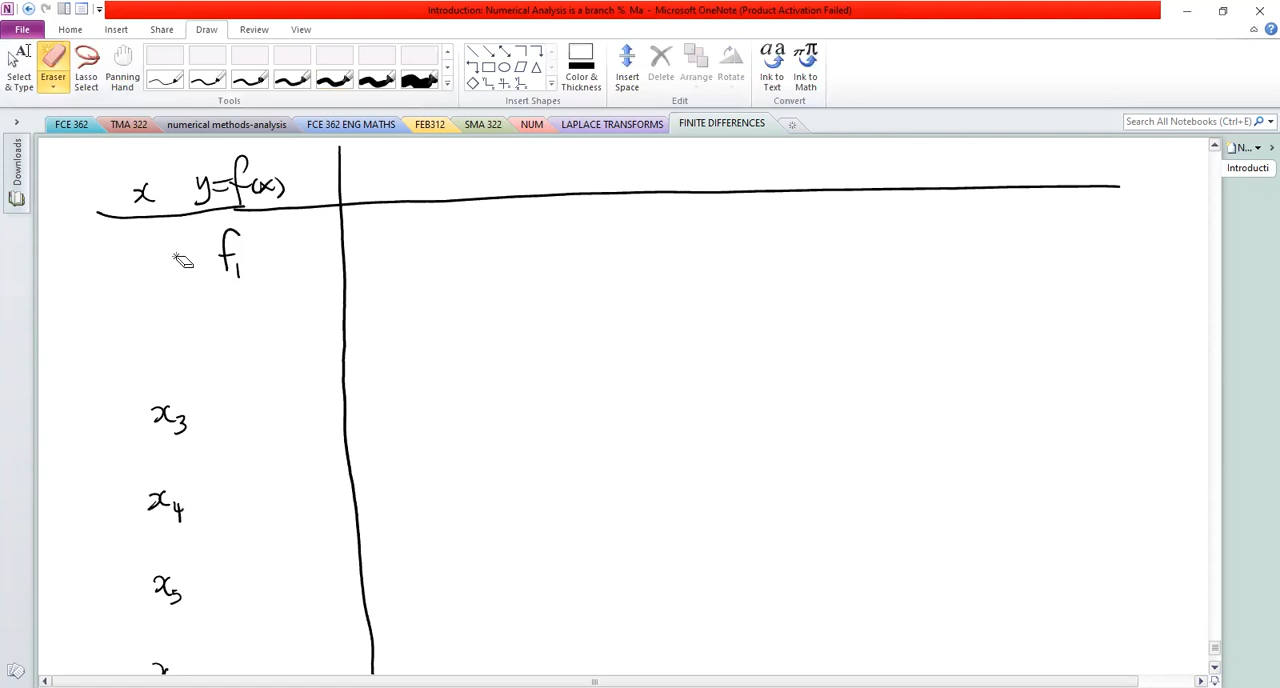 Introduction: Numerical Analysis is a branch %. Ma - Microsoft OneNote (Product Activation Failed)
File Home Insert Share Draw Review View
Select & Type Eraser Lasso Select Panning Hand Color & Thickness Insert Space Delete Arrange Rotate Ink to Text Ink to Math
Tools Insert Shapes Edit Convert
FCE 362 TMA 322 numerical methods-analysis FCE 362 ENG MATHS FEB312 SMA 322 NUM LAPLACE TRANSFORMS FINITE DIFFERENCES Search All Notebooks (Ctrl+E)
Downloads
N...
Introducti
x y=f(x)
f₁
x₃
x₄
x₅